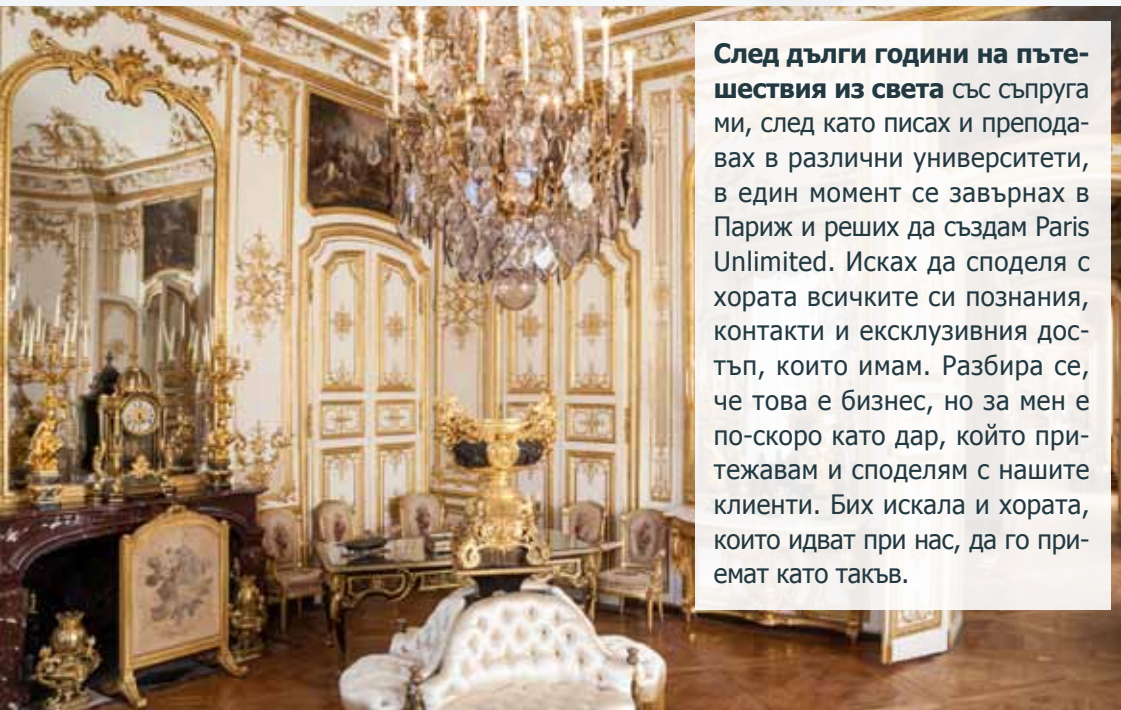 След дълги години на пъте-
шествия из света със съпруга
ми, след като писах и препода-
вах в различни университети,
в един момент се завърнах в
Париж и реших да създам Paris
Unlimited. Исках да споделя с
хората всичките си познания,
контакти и ексклузивния дос-
тъп, които имам. Разбира се,
че това е бизнес, но за мен е
по-скоро като дар, който при-
тежавам и споделям с нашите
клиенти. Бих искала и хората,
които идват при нас, да го при-
емат като такъв.